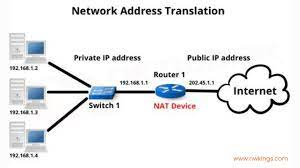 Network Address Translation
Private IP address
Public IP address
192.168.1.2
192.168.1.1
Router 1
202.45.1.1
Internet
192.168.1.3
Switch 1
NAT Device
192.168.1.31
www.nwkings.com